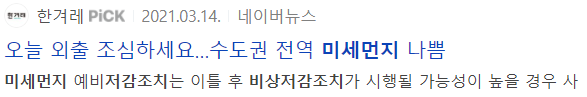 한겨레 한겨레 PiCK 2021.03.14. 네이버뉴스
오늘 외출 조심하세요...수도권 전역 미세먼지 나쁨
미세먼지 예비저감조치는 이틀 후 비상저감조치가 시행될 가능성이 높을 경우 사